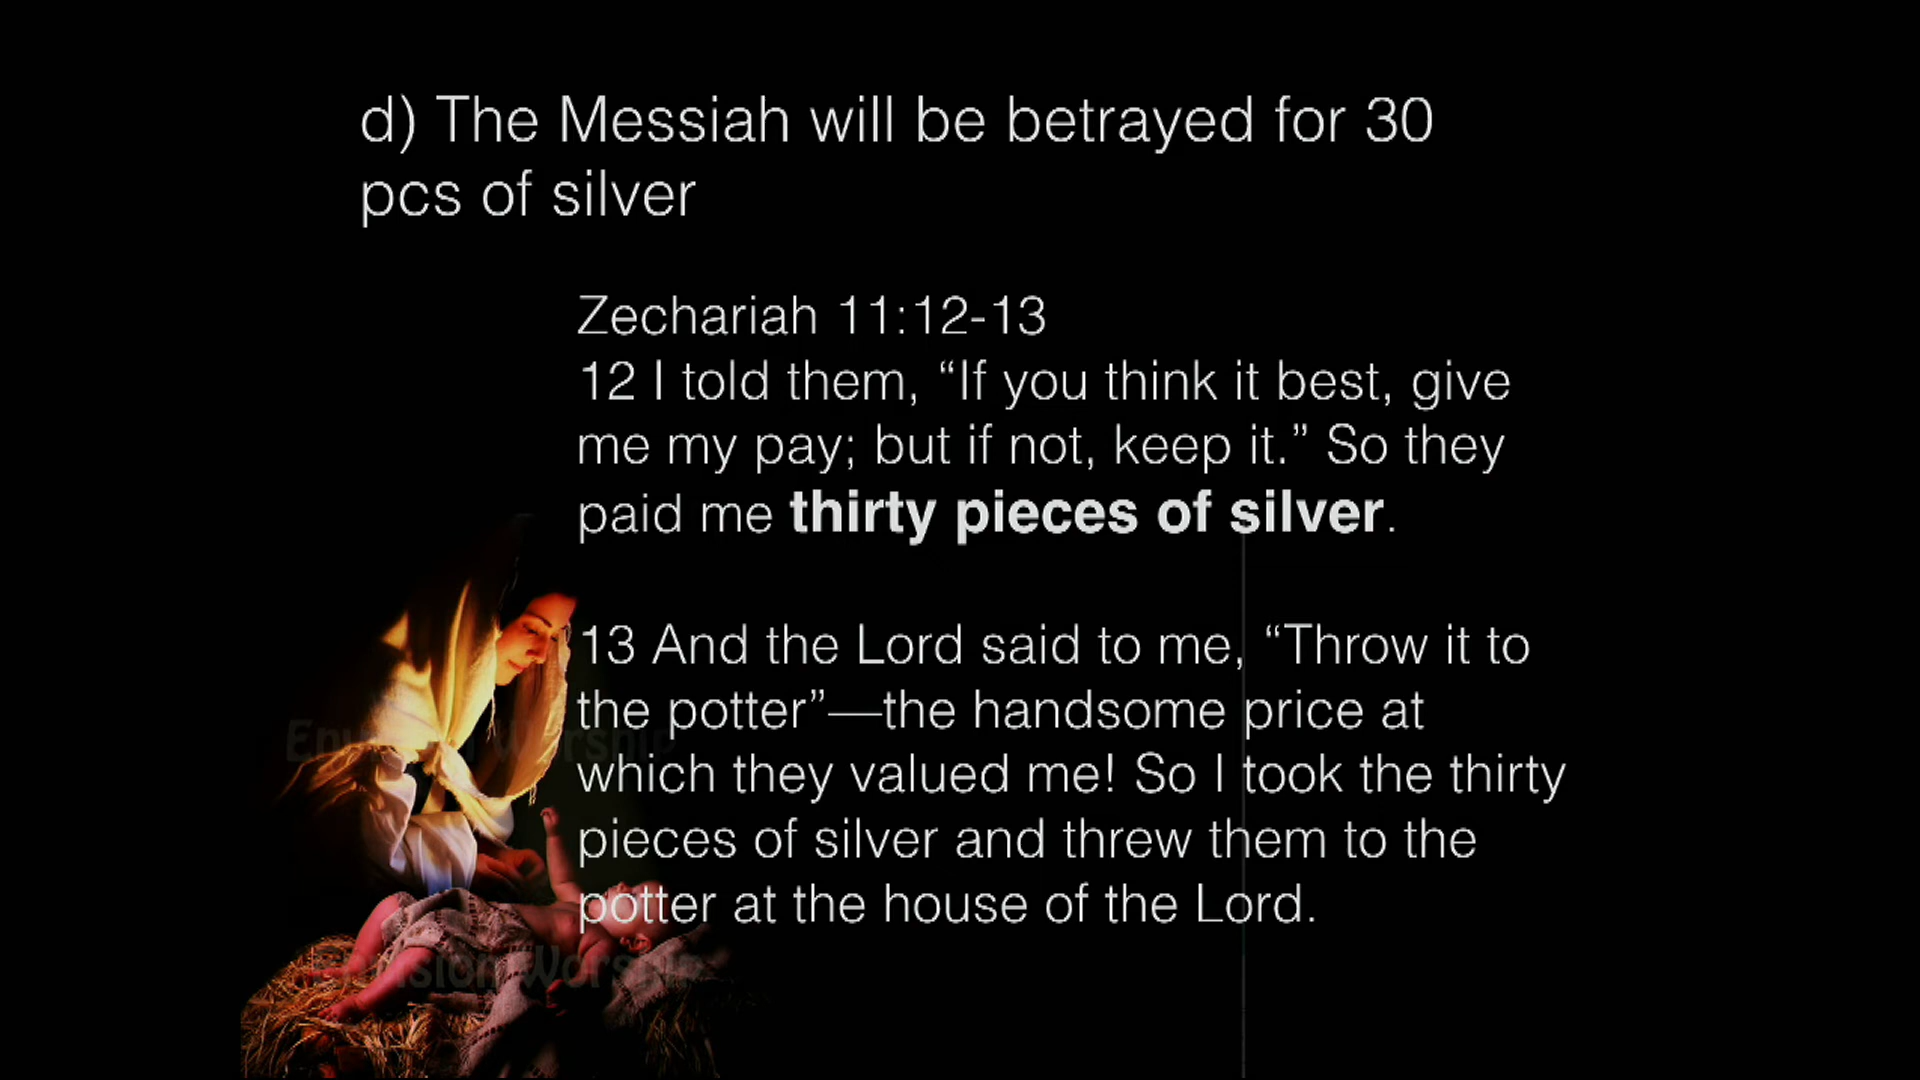 d) The Messiah will be betrayed for 30
pcs of silver
Zechariah 11:12-13
12 I told them, “If you think it best, give
me my pay; but if not, keep it.” So they
paid me thirty pieces of silver.
13 And the Lord said to me, “Throw it to
the potter”—the handsome price at
which they valued me! So I took the thirty
pieces of silver and threw them to the
potter at the house of the Lord.
Envision Worship
Envision Worship